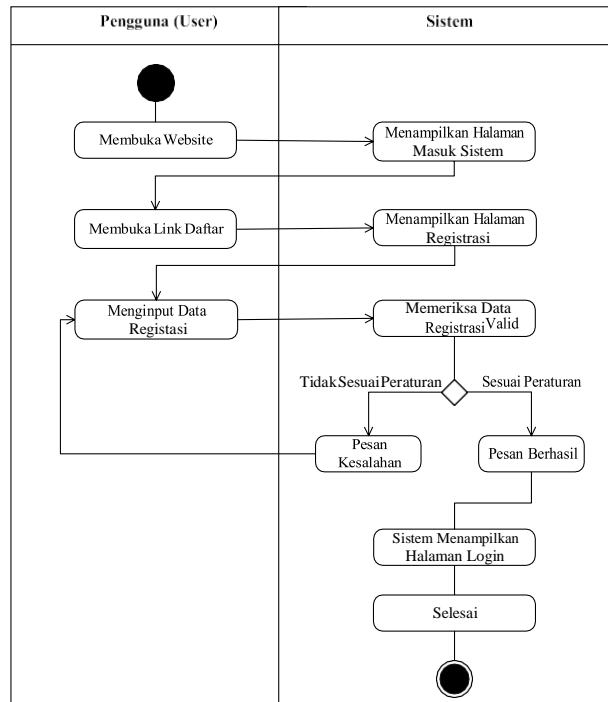 Pengguna (User)
Sistem
Membuka Website
Menampilkan Halaman
Masuk Sistem
Membuka Link Daftar
Menampilkan Halaman
Registrasi
Menginput Data
Registasi
Memeriksa Data
Registrasi Valid
Tidak Sesuai Peraturan
Sesuai Peraturan
Pesan
Kesalahan
Pesan Berhasil
Sistem Menampilkan
Halaman Login
Selesai